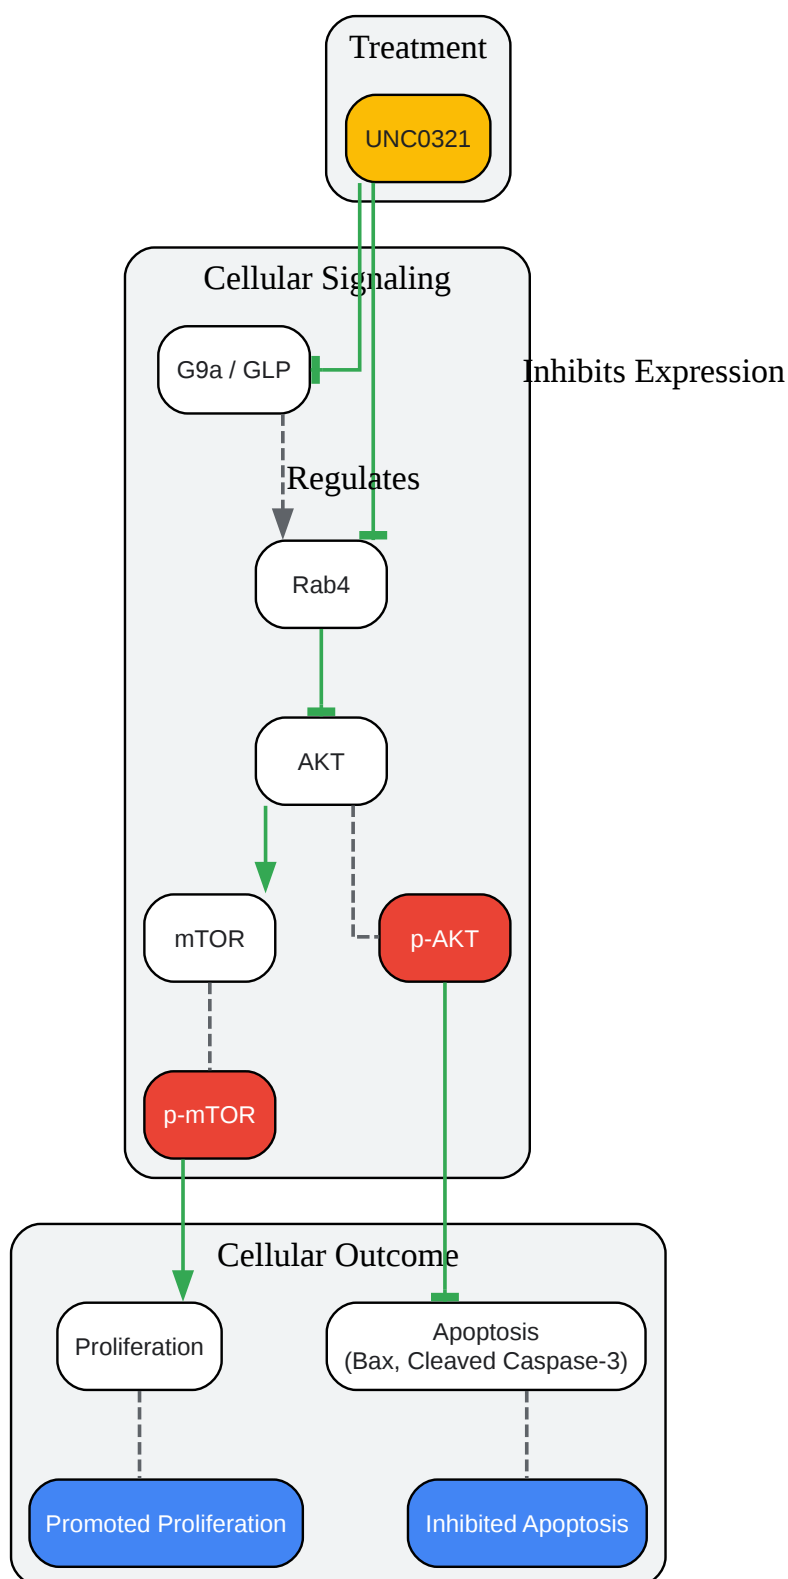 Treatment
UNC0321
Cellular Signaling
G9a / GLP
Inhibits Expression
Regulates
Rab4
AKT
mTOR
p-AKT
p-mTOR
Cellular Outcome
Proliferation
Apoptosis
(Bax, Cleaved Caspase-3)
Promoted Proliferation
Inhibited Apoptosis